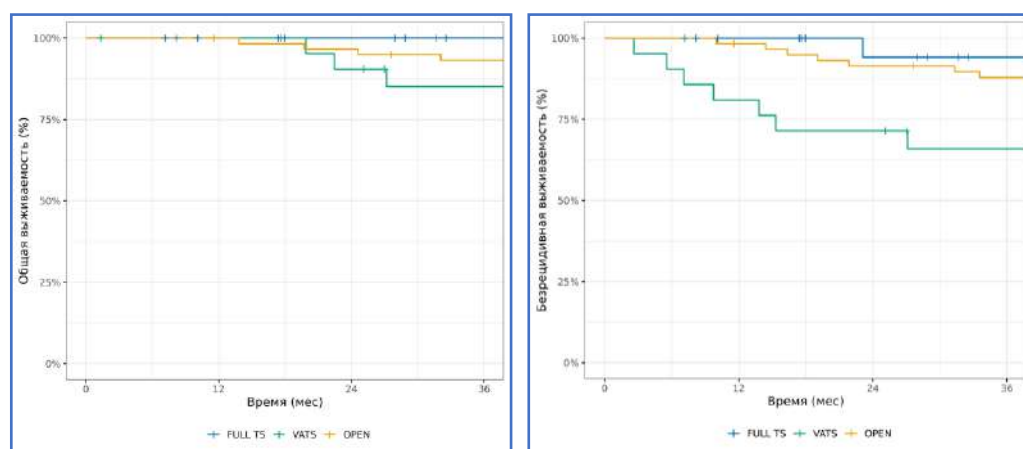 Общая выживаемость (%)
100%
75%
50%
25%
0%
0 12 24 36
Время (мес)
FULL TS VATS OPEN
Безрецидивная выживаемость (%)
100%
75%
50%
25%
0%
0 12 24 36
Время (мес)
FULL TS VATS OPEN